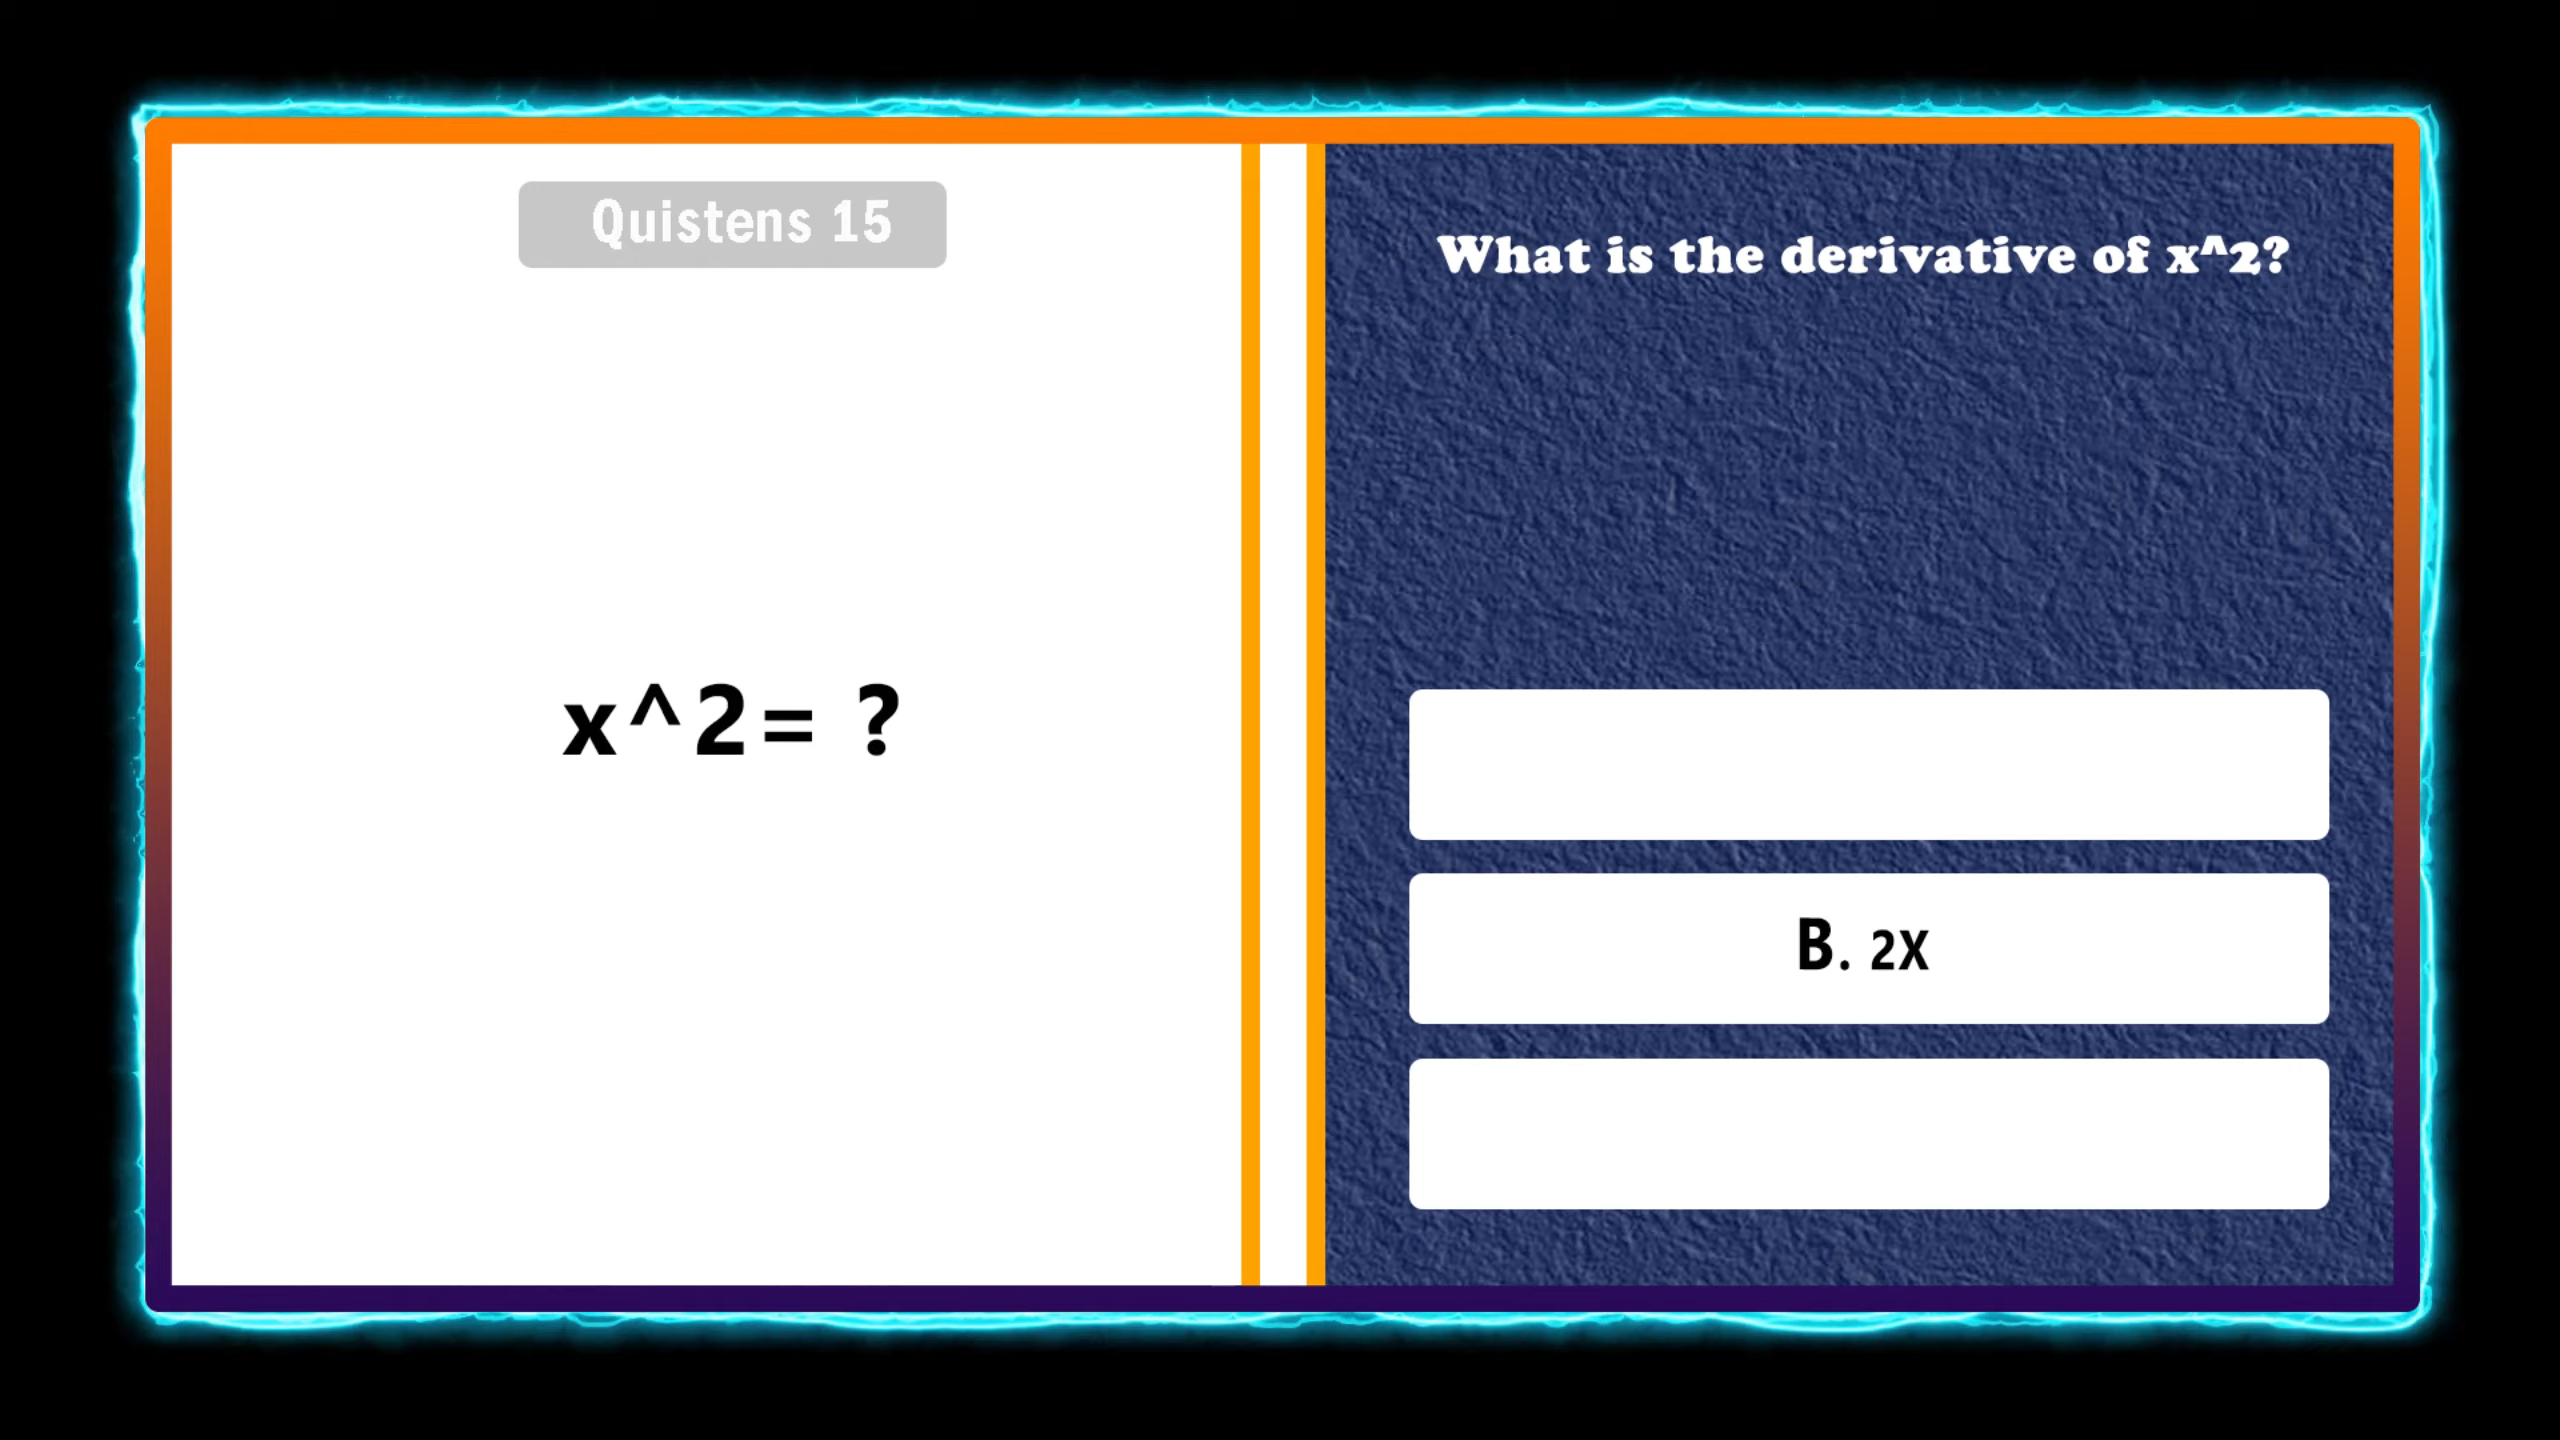 Quistens 15
What is the derivative of x^2?
x^2= ?
B. 2X